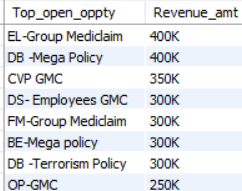 Top_open_oppty Revenue_amt
EL-Group Mediclaim 400K
DB -Mega Policy 400K
CVP GMC 350K
DS- Employees GMC 300K
FM-Group Mediclaim 300K
BE-Mega policy 300K
DB -Terrorism Policy 300K
OP-GMC 250K